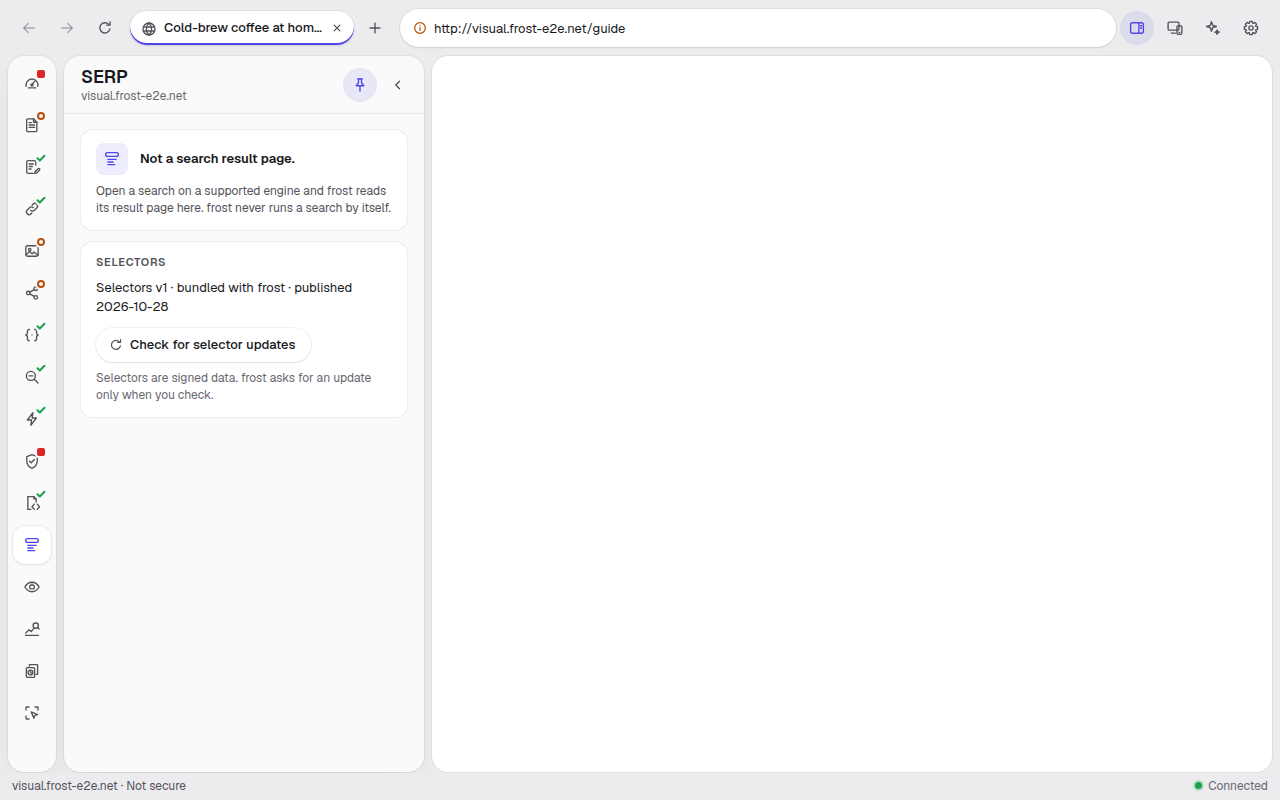 Cold-brew coffee at hom…
http://visual.frost-e2e.net/guide
SERP
visual.frost-e2e.net
Not a search result page.
Open a search on a supported engine and frost reads
its result page here. frost never runs a search by itself.
SELECTORS
Selectors v1 · bundled with frost · published
2026-10-28
Check for selector updates
Selectors are signed data. frost asks for an update
only when you check.
visual.frost-e2e.net · Not secure
Connected